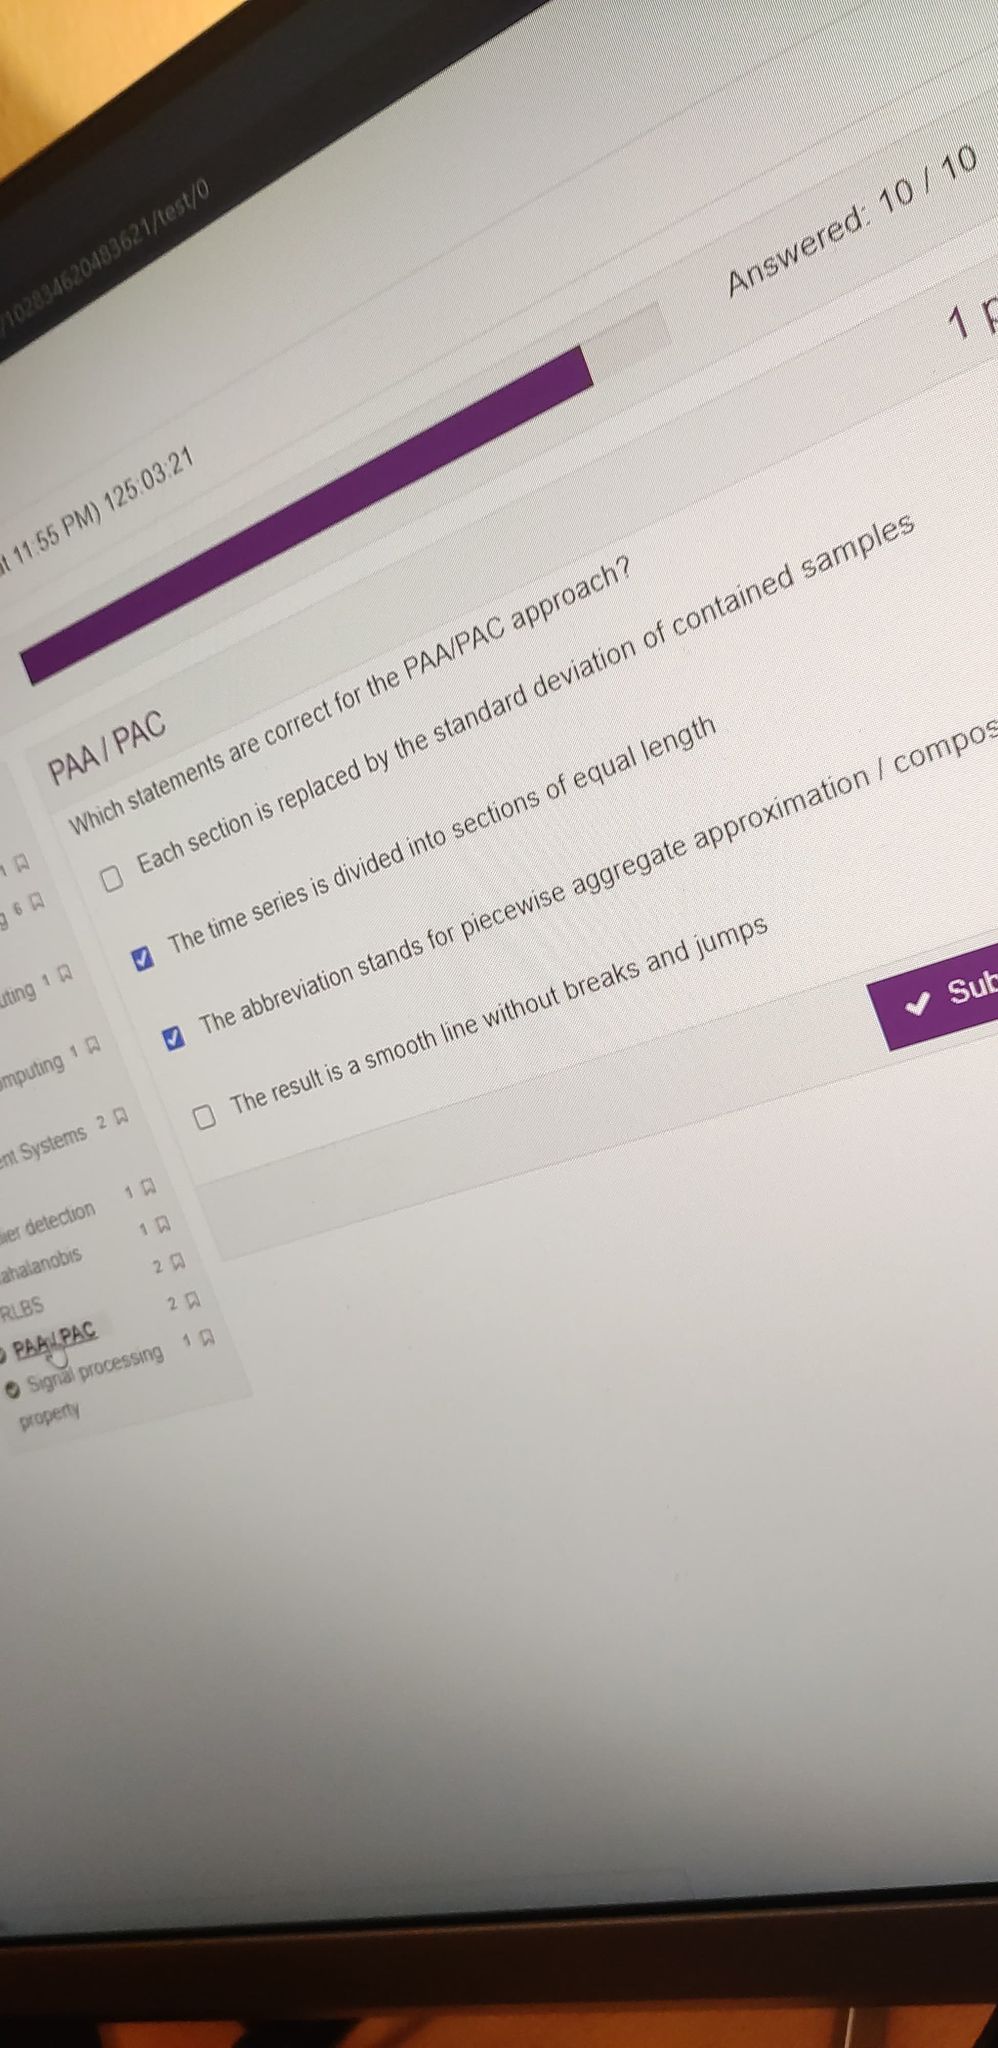 /102834620483621/test/0
at 11:55 PM) 125:03:21
Answered: 10 / 10
1 p
PAA / PAC
Which statements are correct for the PAA/PAC approach?
Each section is replaced by the standard deviation of contained samples
The time series is divided into sections of equal length
The abbreviation stands for piecewise aggregate approximation / compos
The result is a smooth line without breaks and jumps
Sub
1
g 6
uting 1
mputing 1
ent Systems 2
lier detection 1
ahalanobis 1
RLBS 2
PAA / PAC 2
Signal processing 1
property